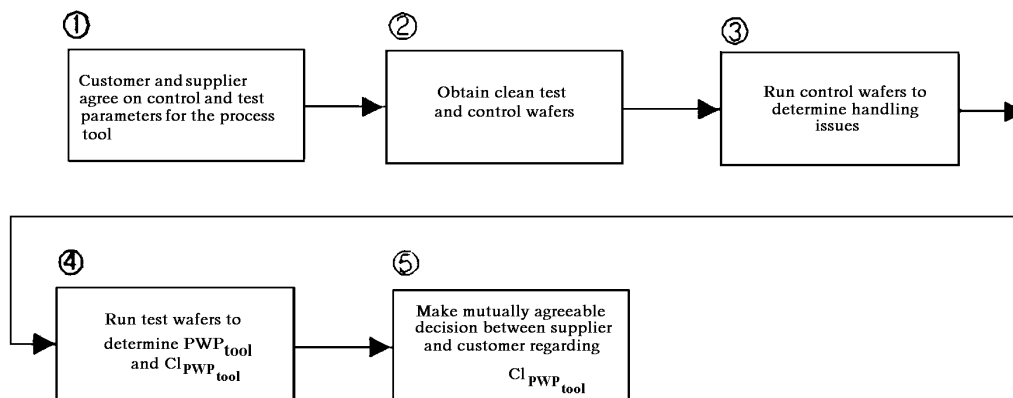 ①
Customer and supplier
agree on control and test
parameters for the process
tool
②
Obtain clean test
and control wafers
③
Run control wafers to
determine handling
issues
④
Run test wafers to
determine PWPtool
and ClPWPtool
⑤
Make mutually agreeable
decision between supplier
and customer regarding
ClPWPtool